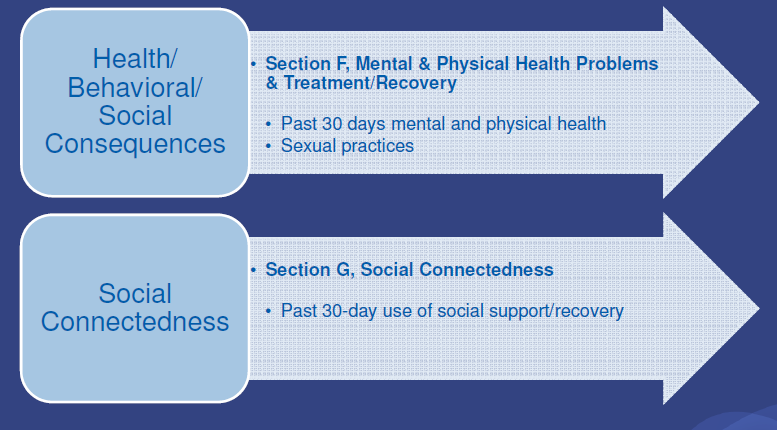 Health/
Behavioral/
Social
Consequences
• Section F, Mental & Physical Health Problems
& Treatment/Recovery
• Past 30 days mental and physical health
• Sexual practices
Social
Connectedness
• Section G, Social Connectedness
• Past 30-day use of social support/recovery